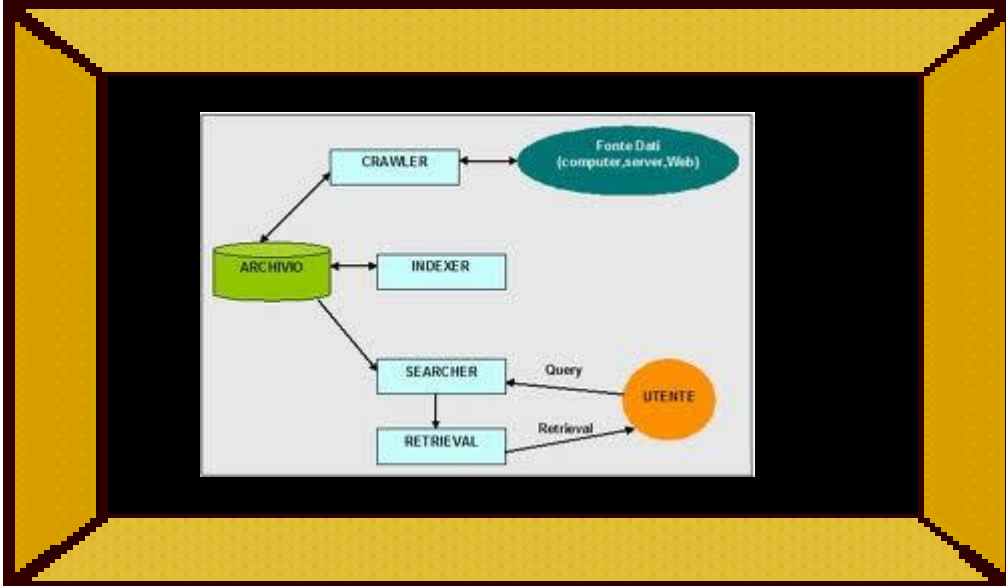 Fonte Dati
(computer,server,Web)
CRAWLER
ARCHIVIO
INDEXER
SEARCHER
Query
UTENTE
RETRIEVAL
Retrieval